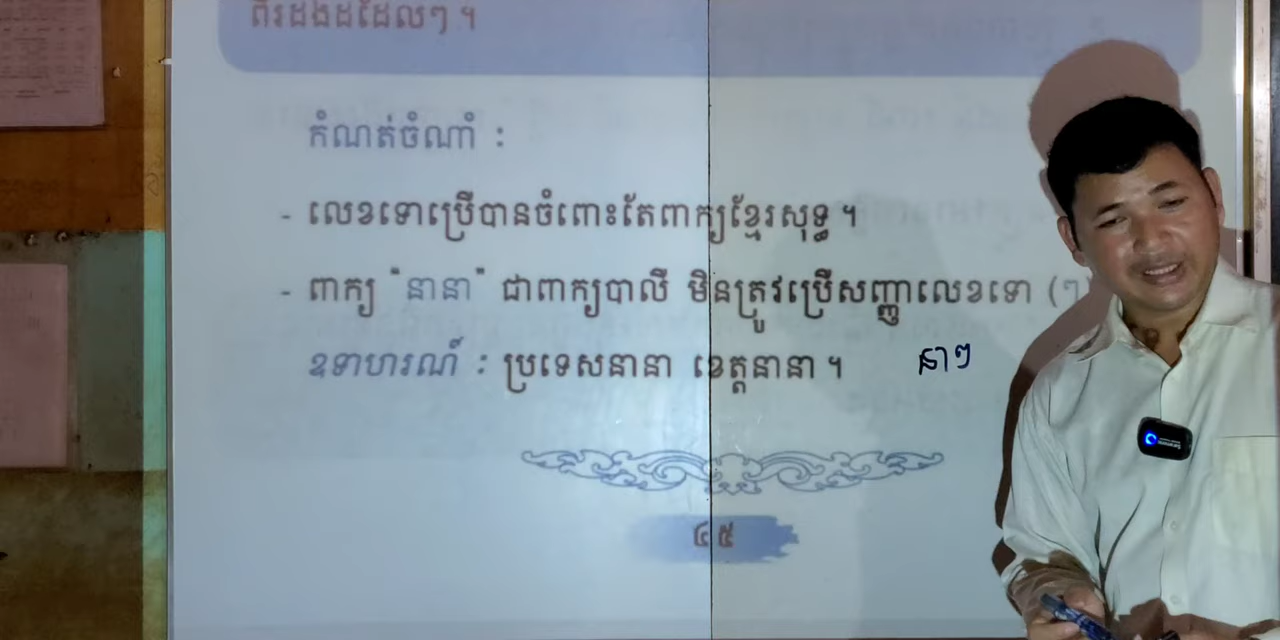 ពីរដងដដែលៗ ។
កំណត់ចំណាំ ៖
- លេខទោប្រើបានចំពោះតែពាក្យខ្មែរសុទ្ធ ។
- ពាក្យ "នានា" ជាពាក្យបាលី មិនត្រូវប្រើសញ្ញាលេខទោ (ៗ
ឧទាហរណ៍ ៖ ប្រទេសនានា ខេត្តនានា ។
នាៗ
៤៥